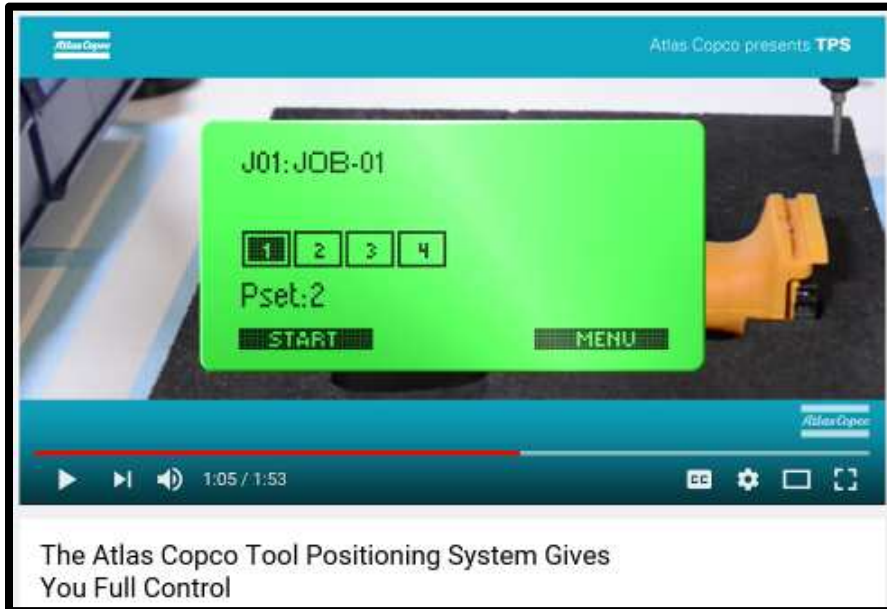 Atlas Copco
Atlas Copco presents TPS
J01:JOB-01
1 2 3 4
Pset:2
START MENU
Atlas Copco
1:05 / 1:53
CC
The Atlas Copco Tool Positioning System Gives
You Full Control